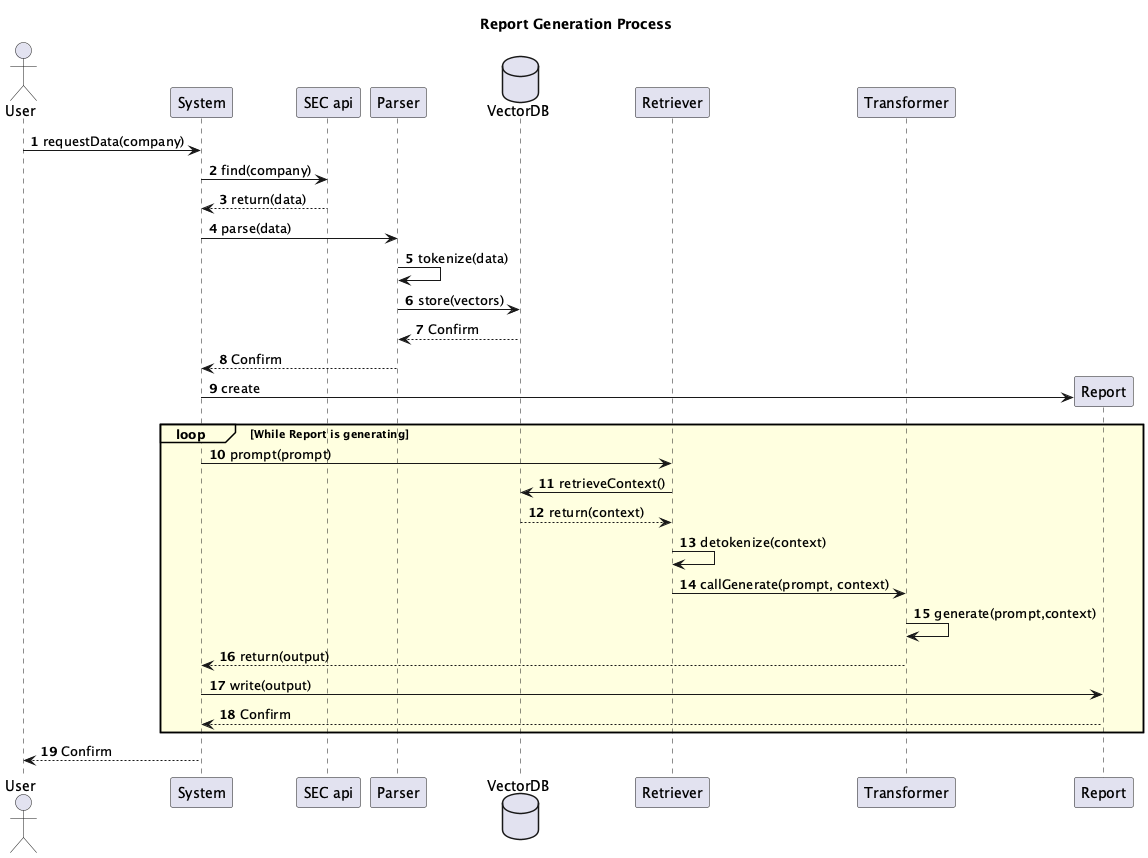 Report Generation Process
User
System
SEC api
Parser
VectorDB
Retriever
Transformer
1 requestData(company)
2 find(company)
3 return(data)
4 parse(data)
5 tokenize(data)
6 store(vectors)
7 Confirm
8 Confirm
9 create
Report
loop [While Report is generating]
10 prompt(prompt)
11 retrieveContext()
12 return(context)
13 detokenize(context)
14 callGenerate(prompt, context)
15 generate(prompt,context)
16 return(output)
17 write(output)
18 Confirm
19 Confirm
User
System
SEC api
Parser
VectorDB
Retriever
Transformer
Report